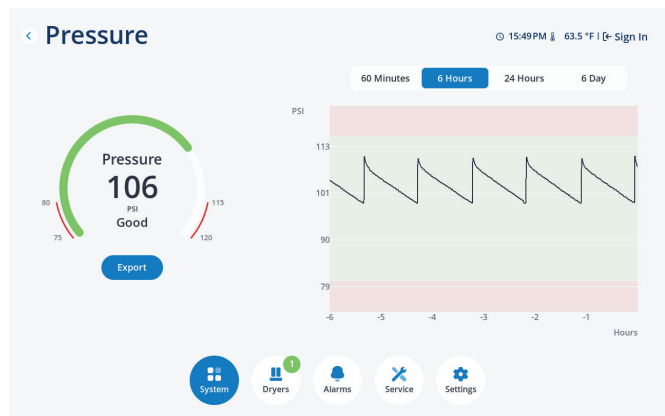 Pressure
15:49 PM 63.5 °F | Sign In
60 Minutes 6 Hours 24 Hours 6 Day
PSI
113
101
90
79
-6 -5 -4 -3 -2 -1
Hours
Pressure
106
PSI
Good
80 115
75 120
Export
System Dryers 1 Alarms Service Settings